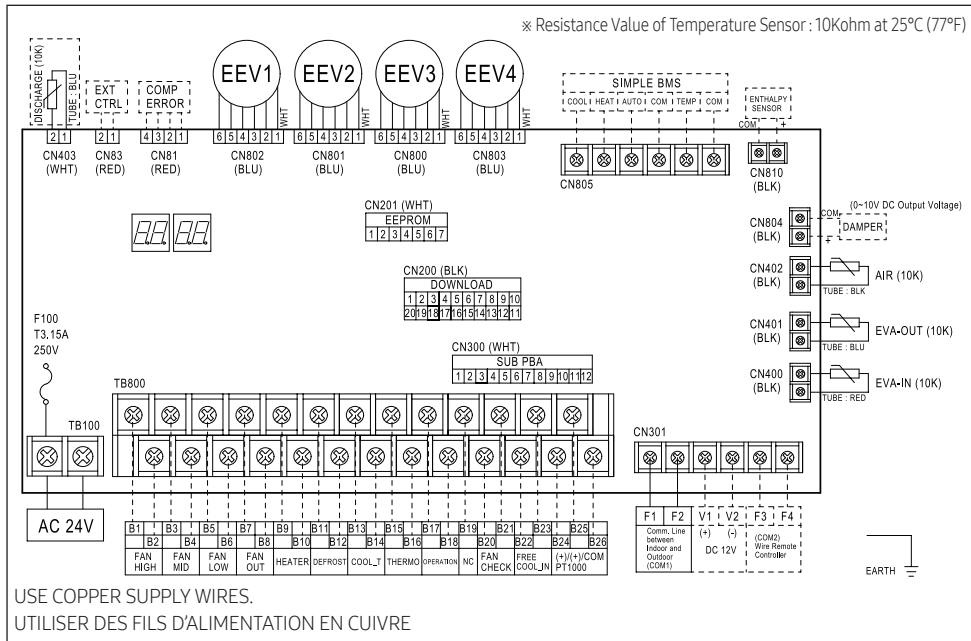 ※ Resistance Value of Temperature Sensor : 10Kohm at 25°C (77°F)
DISCHARGE (10K)
TUBE : BLU
EXT CTRL
COMP ERROR
EEV1
EEV2
EEV3
EEV4
WHT
WHT
WHT
WHT
SIMPLE BMS
COOL HEAT AUTO COM TEMP COM
ENTHALPY SENSOR
COM +
2 1
2 1
4 3 2 1
6 5 4 3 2 1
6 5 4 3 2 1
6 5 4 3 2 1
6 5 4 3 2 1
CN403 (WHT)
CN83 (RED)
CN81 (RED)
CN802 (BLU)
CN801 (BLU)
CN800 (BLU)
CN803 (BLU)
CN805
CN810 (BLK)
8.8. 8.8.
CN201 (WHT)
EEPROM
1 2 3 4 5 6 7
(0~10V DC Output Voltage)
CN804 (BLK)
COM
+
DAMPER
CN200 (BLK)
DOWNLOAD
1 2 3 4 5 6 7 8 9 10
20 19 18 17 16 15 14 13 12 11
CN402 (BLK)
AIR (10K)
TUBE : BLK
F100
T3.15A
250V
CN401 (BLK)
EVA-OUT (10K)
TUBE : BLU
CN300 (WHT)
SUB PBA
1 2 3 4 5 6 7 8 9 10 11 12
CN400 (BLK)
EVA-IN (10K)
TUBE : RED
TB800
TB100
CN301
AC 24V
B1 B3 B5 B7 B9 B11 B13 B15 B17 B19 B21 B23 B25
B2 B4 B6 B8 B10 B12 B14 B16 B18 B20 B22 B24 B26
FAN HIGH
FAN MID
FAN LOW
FAN OUT
HEATER
DEFROST
COOL_T
THERMO
OPERATION
NC
FAN CHECK
FREE COOL_IN
(+)/(+)/COM
PT1000
F1 F2 V1 V2 F3 F4
Comm. Line
between
Indoor and
Outdoor
(COM1)
(+) (-)
DC 12V
(COM2)
Wire Remote
Controller
EARTH
USE COPPER SUPPLY WIRES.
UTILISER DES FILS D'ALIMENTATION EN CUIVRE